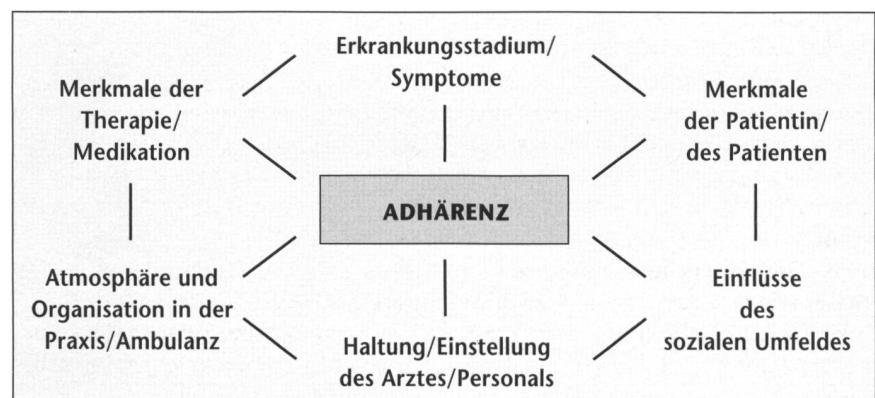 Erkrankungsstadium/
Symptome
Merkmale der
Therapie/
Medikation
Merkmale
der Patientin/
des Patienten
ADHÄRENZ
Atmosphäre und
Organisation in der
Praxis/Ambulanz
Haltung/Einstellung
des Arztes/Personals
Einflüsse
des
sozialen Umfeldes